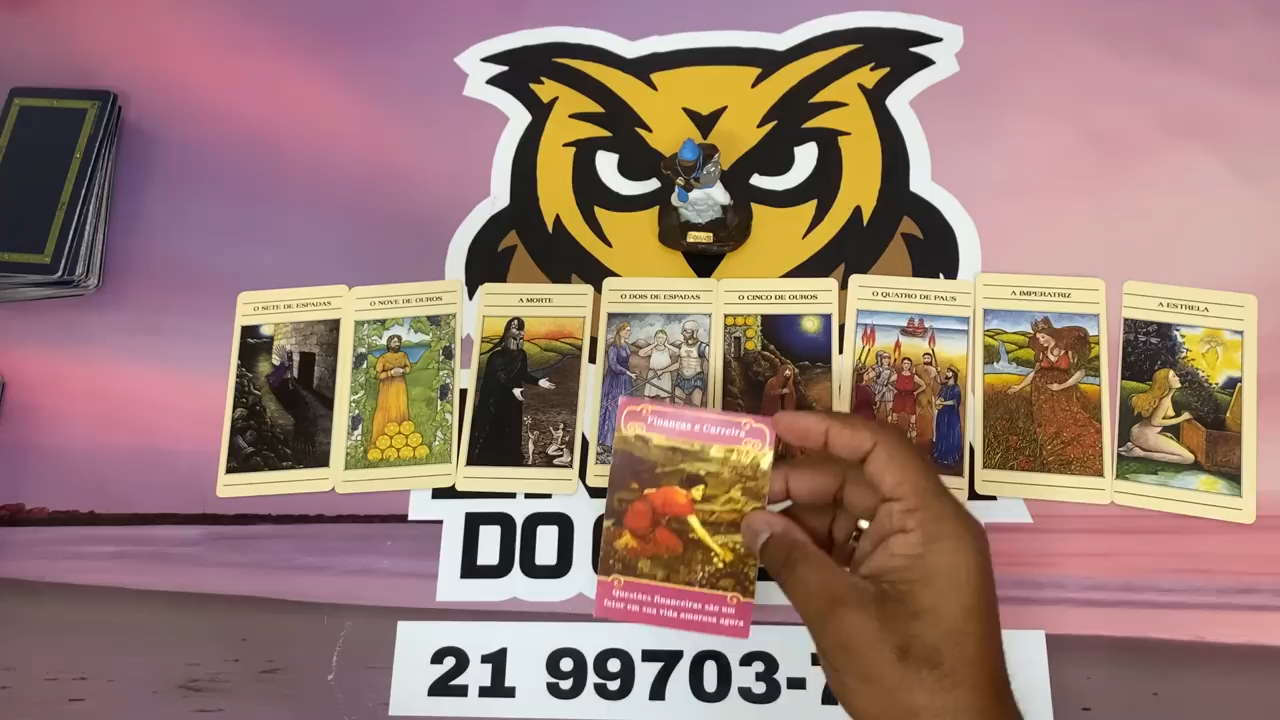 O SETE DE ESPADAS
O NOVE DE OUROS
A MORTE
O DOIS DE ESPADAS
O CINCO DE OUROS
O QUATRO DE PAUS
A IMPERATRIZ
A ESTRELA
Finanças e Carreira
Questões financeiras são um
fator em sua vida amorosa agora
DO
21 99703-